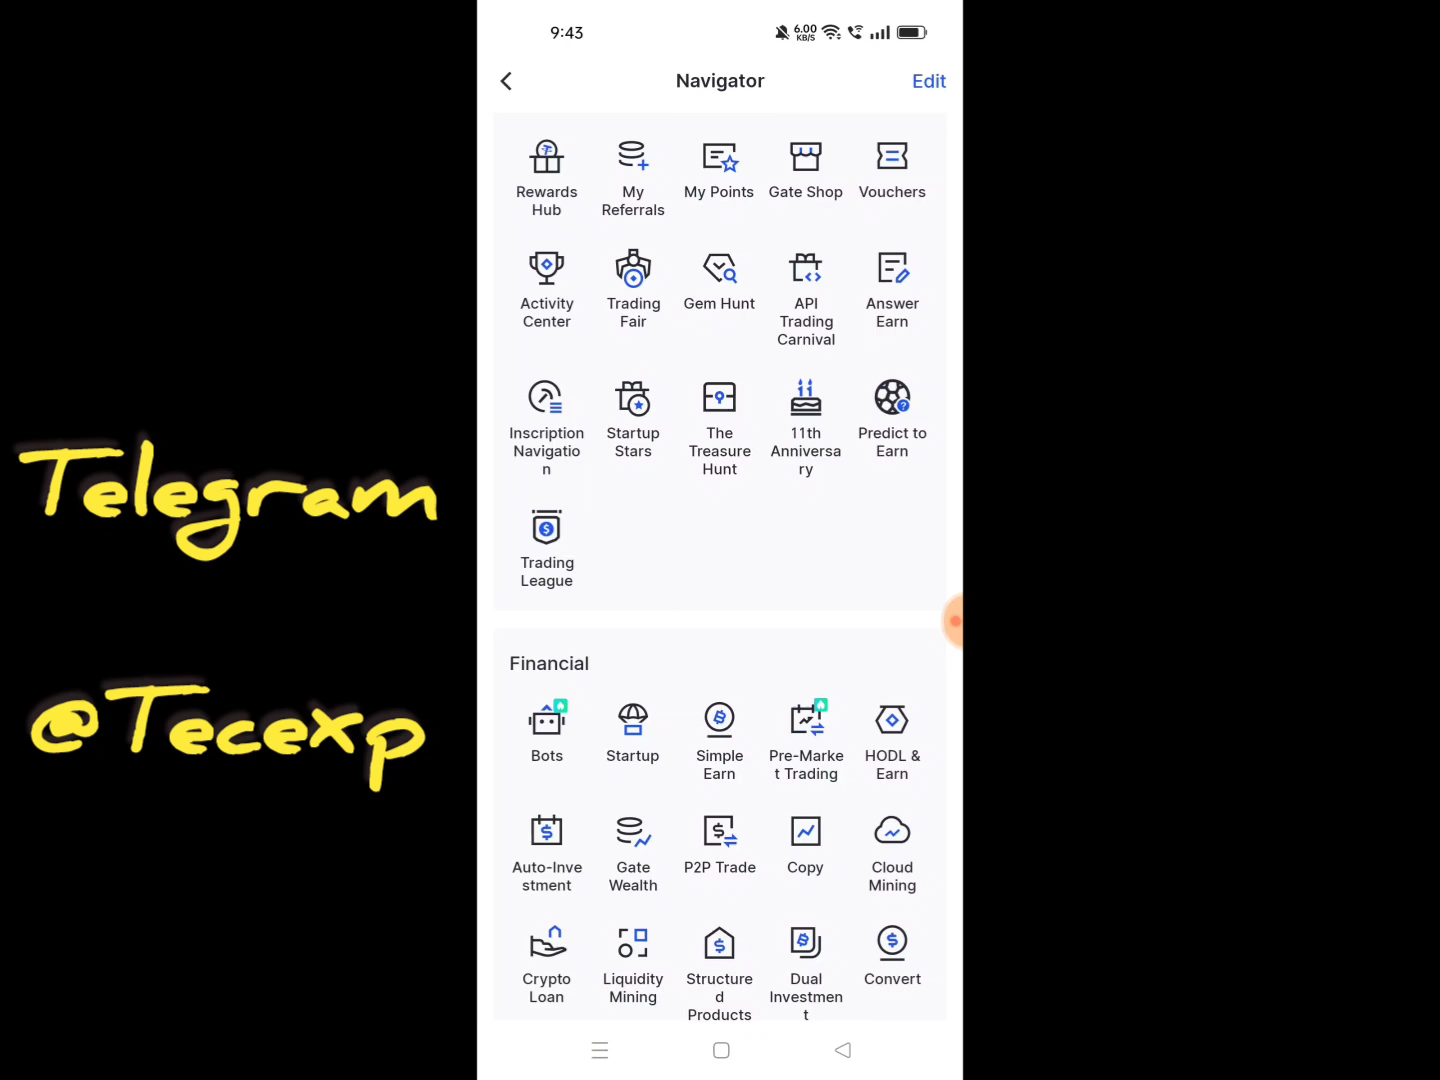 9:43
6.00
KB/S
Navigator
Edit
Rewards
Hub
My
Referrals
My Points
Gate Shop
Vouchers
Activity
Center
Trading
Fair
Gem Hunt
API
Trading
Carnival
Answer
Earn
Inscription
Navigatio
n
Startup
Stars
The
Treasure
Hunt
11th
Anniversa
ry
Predict to
Earn
Trading
League
Financial
Bots
Startup
Simple
Earn
Pre-Marke
t Trading
HODL &
Earn
Auto-Inve
stment
Gate
Wealth
P2P Trade
Copy
Cloud
Mining
Crypto
Loan
Liquidity
Mining
Structure
d
Products
Dual
Investmen
t
Convert
Telegram
@Tecexp